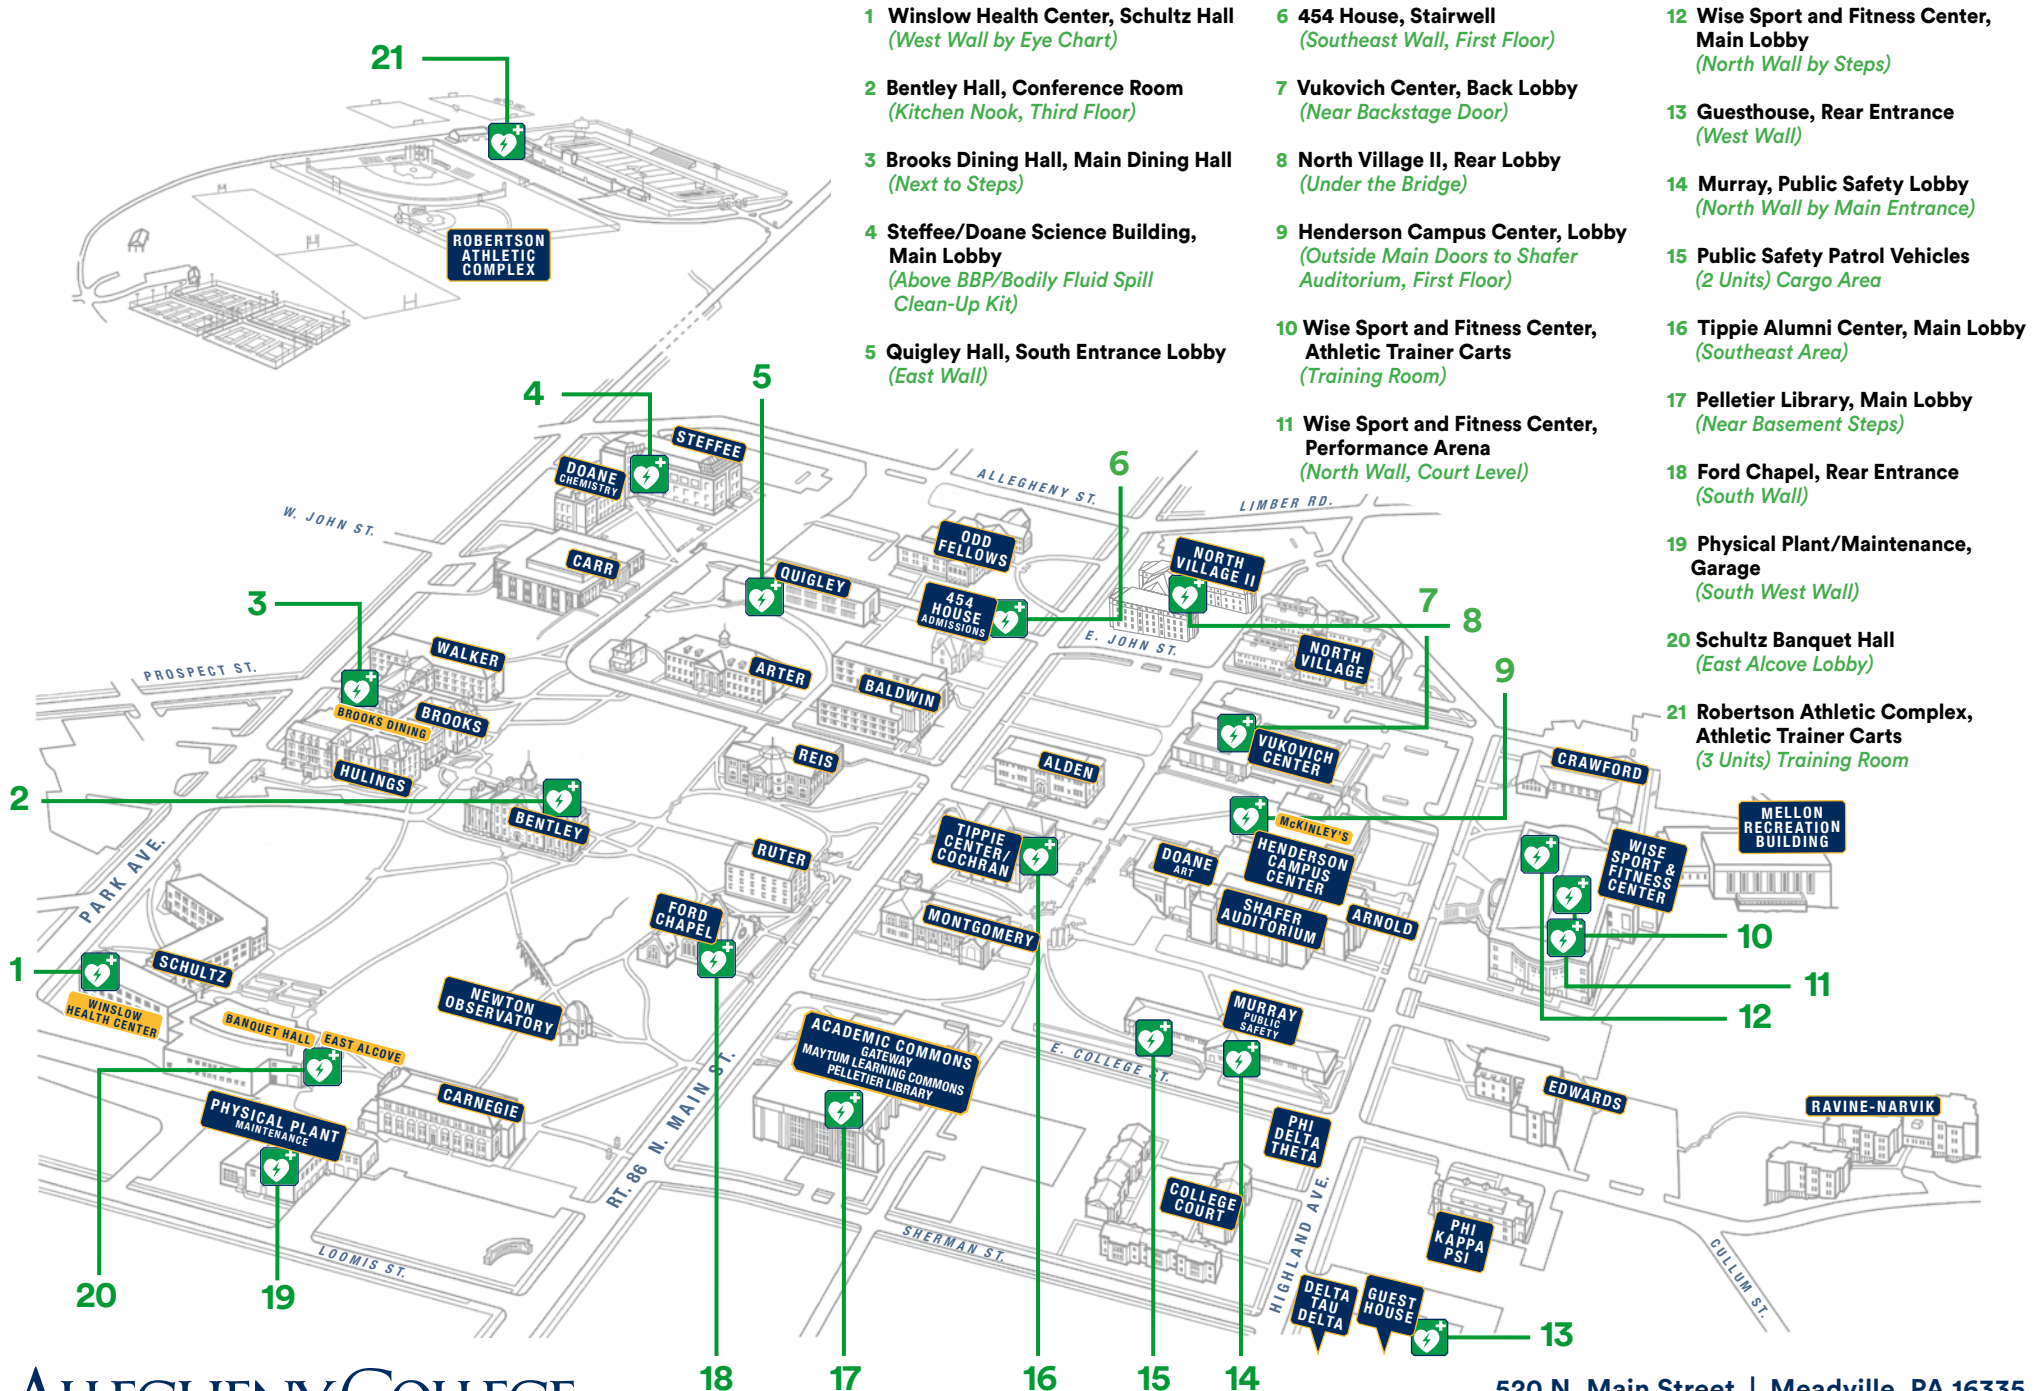 1 Winslow Health Center, Schultz Hall
(West Wall by Eye Chart)
2 Bentley Hall, Conference Room
(Kitchen Nook, Third Floor)
3 Brooks Dining Hall, Main Dining Hall
(Next to Steps)
4 Steffee/Doane Science Building,
Main Lobby
(Above BBP/Bodily Fluid Spill
Clean-Up Kit)
5 Quigley Hall, South Entrance Lobby
(East Wall)
6 454 House, Stairwell
(Southeast Wall, First Floor)
7 Vukovich Center, Back Lobby
(Near Backstage Door)
8 North Village II, Rear Lobby
(Under the Bridge)
9 Henderson Campus Center, Lobby
(Outside Main Doors to Shafer
Auditorium, First Floor)
10 Wise Sport and Fitness Center,
Athletic Trainer Carts
(Training Room)
11 Wise Sport and Fitness Center,
Performance Arena
(North Wall, Court Level)
12 Wise Sport and Fitness Center,
Main Lobby
(North Wall by Steps)
13 Guesthouse, Rear Entrance
(West Wall)
14 Murray, Public Safety Lobby
(North Wall by Main Entrance)
15 Public Safety Patrol Vehicles
(2 Units) Cargo Area
16 Tippie Alumni Center, Main Lobby
(Southeast Area)
17 Pelletier Library, Main Lobby
(Near Basement Steps)
18 Ford Chapel, Rear Entrance
(South Wall)
19 Physical Plant/Maintenance,
Garage
(South West Wall)
20 Schultz Banquet Hall
(East Alcove Lobby)
21 Robertson Athletic Complex,
Athletic Trainer Carts
(3 Units) Training Room
21
ROBERTSON
ATHLETIC
COMPLEX
4
5
6
STEFFEE
DOANE
CHEMISTRY
ALLEGHENY ST.
LIMBER RD.
W. JOHN ST.
CARR
QUIGLEY
ODD
FELLOWS
NORTH
VILLAGE II
454
HOUSE
ADMISSIONS
3
7
8
E. JOHN ST.
WALKER
ARTER
BALDWIN
NORTH
VILLAGE
9
PROSPECT ST.
BROOKS DINING
BROOKS
HULINGS
REIS
ALDEN
VUKOVICH
CENTER
CRAWFORD
2
BENTLEY
McKINLEY'S
MELLON
RECREATION
BUILDING
PARK AVE.
RUTER
TIPPIE
CENTER/
COCHRAN
DOANE
ART
HENDERSON
CAMPUS
CENTER
WISE
SPORT &
FITNESS
CENTER
FORD
CHAPEL
MONTGOMERY
SHAFER
AUDITORIUM
ARNOLD
10
1
SCHULTZ
11
WINSLOW
HEALTH CENTER
NEWTON
OBSERVATORY
12
BANQUET HALL
EAST ALCOVE
ACADEMIC COMMONS
GATEWAY
MAYTUM LEARNING COMMONS
PELLETIER LIBRARY
MURRAY
PUBLIC
SAFETY
E. COLLEGE ST.
CARNEGIE
PHYSICAL PLANT
MAINTENANCE
RT. 86 N. MAIN ST.
EDWARDS
RAVINE-NARVIK
PHI
DELTA
THETA
COLLEGE
COURT
HIGHLAND AVE.
PHI
KAPPA
PSI
LOOMIS ST.
SHERMAN ST.
CULLUM ST.
20
19
DELTA
TAU
DELTA
GUEST
HOUSE
13
18
17
16
15
14
ALLEGHENY COLLEGE
520 N. Main Street | Meadville, PA 16335